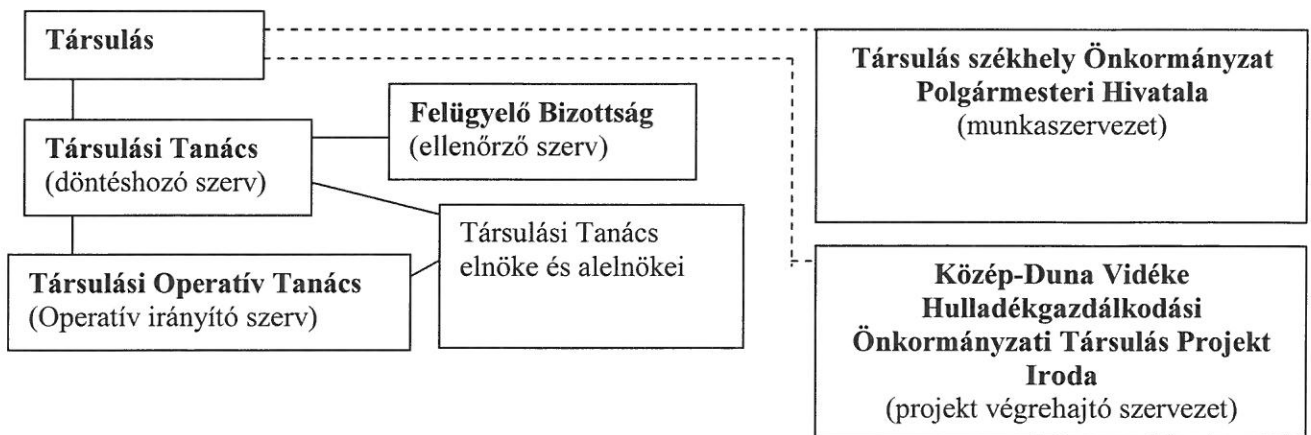 Társulás
Társulási Tanács
(döntéshozó szerv)
Felügyelő Bizottság
(ellenőrző szerv)
Társulási Tanács
elnöke és alelnökei
Társulási Operatív Tanács
(Operatív irányító szerv)
Társulás székhely Önkormányzat
Polgármesteri Hivatala
(munkaszervezet)
Közép-Duna Vidéke
Hulladékgazdálkodási
Önkormányzati Társulás Projekt
Iroda
(projekt végrehajtó szervezet)